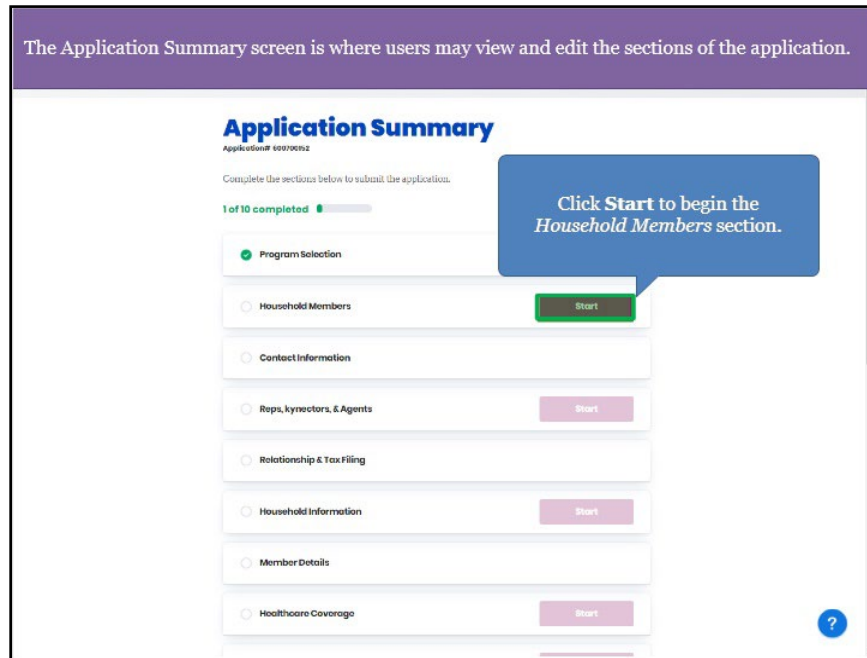 The Application Summary screen is where users may view and edit the sections of the application.
Application Summary
Application# 600700152
Complete the sections below to submit the application.
1 of 10 completed
Click Start to begin the
Household Members section.
Program Selection
Household Members
Start
Contact Information
Reps, kynectors, & Agents
Start
Relationship & Tax Filing
Household Information
Start
Member Details
Healthcare Coverage
Start
?